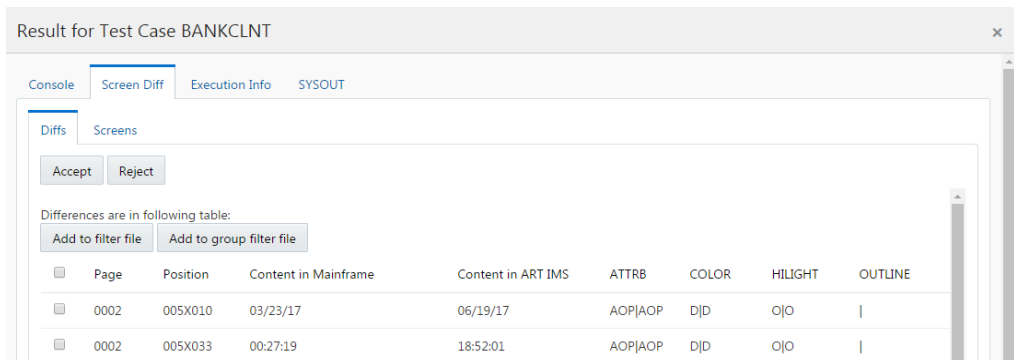 Result for Test Case BANKCLNT ×
Console Screen Diff Execution Info SYSOUT
Diffs Screens
Accept Reject
Differences are in following table:
Add to filter file Add to group filter file
Page Position Content in Mainframe Content in ART IMS ATTRB COLOR HILIGHT OUTLINE
0002 005X010 03/23/17 06/19/17 AOP|AOP D|D O|O |
0002 005X033 00:27:19 18:52:01 AOP|AOP D|D O|O |